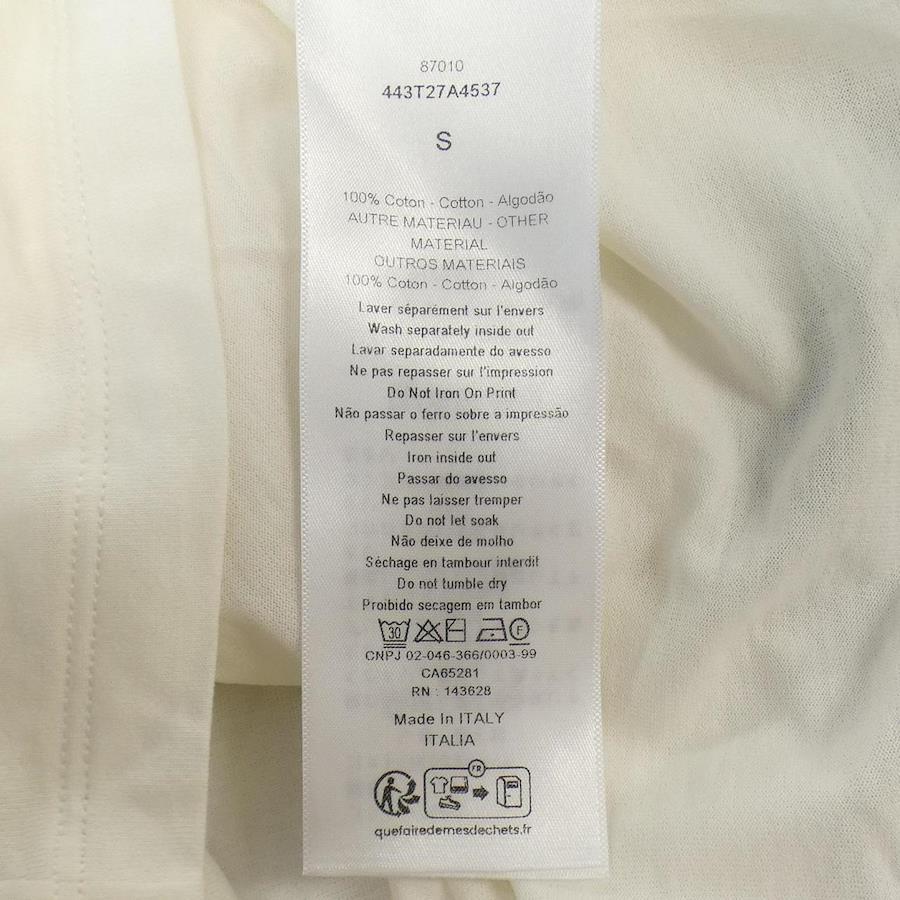 87010
443T27A4537
S
100% Coton - Cotton - Algodão
AUTRE MATERIAU - OTHER
MATERIAL
OUTROS MATERIAIS
100% Coton - Cotton - Algodão
Laver séparément sur l'envers
Wash separately inside out
Lavar separadamente do avesso
Ne pas repasser sur l'impression
Do Not Iron On Print
Não passar o ferro sobre a impressão
Repasser sur l'envers
Iron inside out
Passar do avesso
Ne pas laisser tremper
Do not let soak
Não deixe de molho
Séchage en tambour interdit
Do not tumble dry
Proibido secagem em tambor
30 F
CNPJ 02-046-366/0003-99
CA65281
RN : 143628
Made In ITALY
ITALIA
FR
quefairedemesdechets.fr